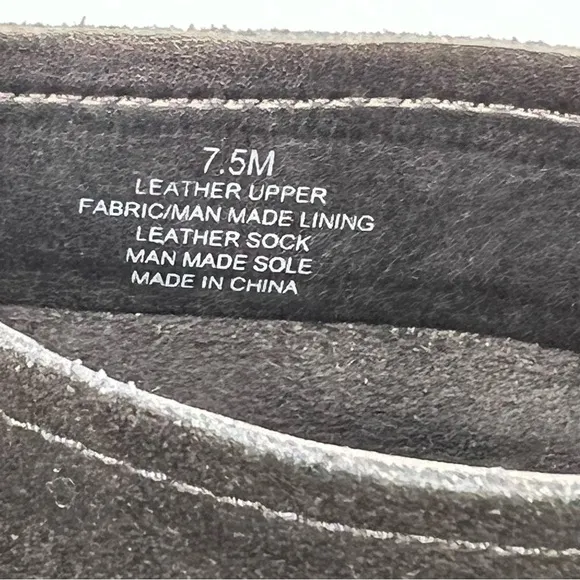 7.5M
LEATHER UPPER
FABRIC/MAN MADE LINING
LEATHER SOCK
MAN MADE SOLE
MADE IN CHINA